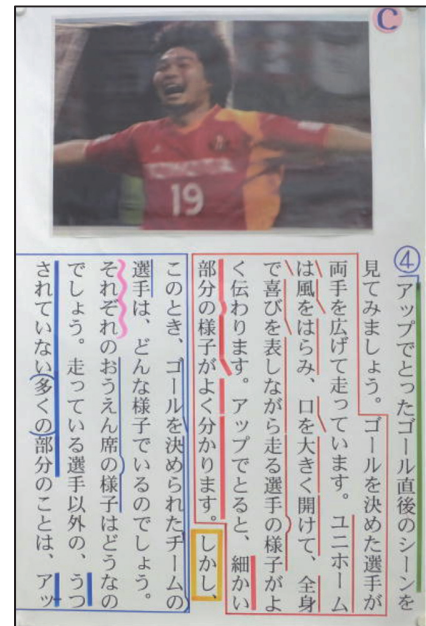 C
TOYOTA
19
④アップでとったゴール直後のシーンを
見てみましょう。ゴールを決めた選手が
両手を広げて走っています。ユニホーム
は風をはらみ、口を大きく開けて、全身
で喜びを表しながら走る選手の様子がよ
く伝わります。アップでとると、細かい
部分の様子がよく分かります。しかし、
このとき、ゴールを決められたチームの
選手は、どんな様子でいるのでしょう。
それぞれのおうえん席の様子はどうなの
でしょう。走っている選手以外の、うつ
されていない多くの部分のことは、アッ